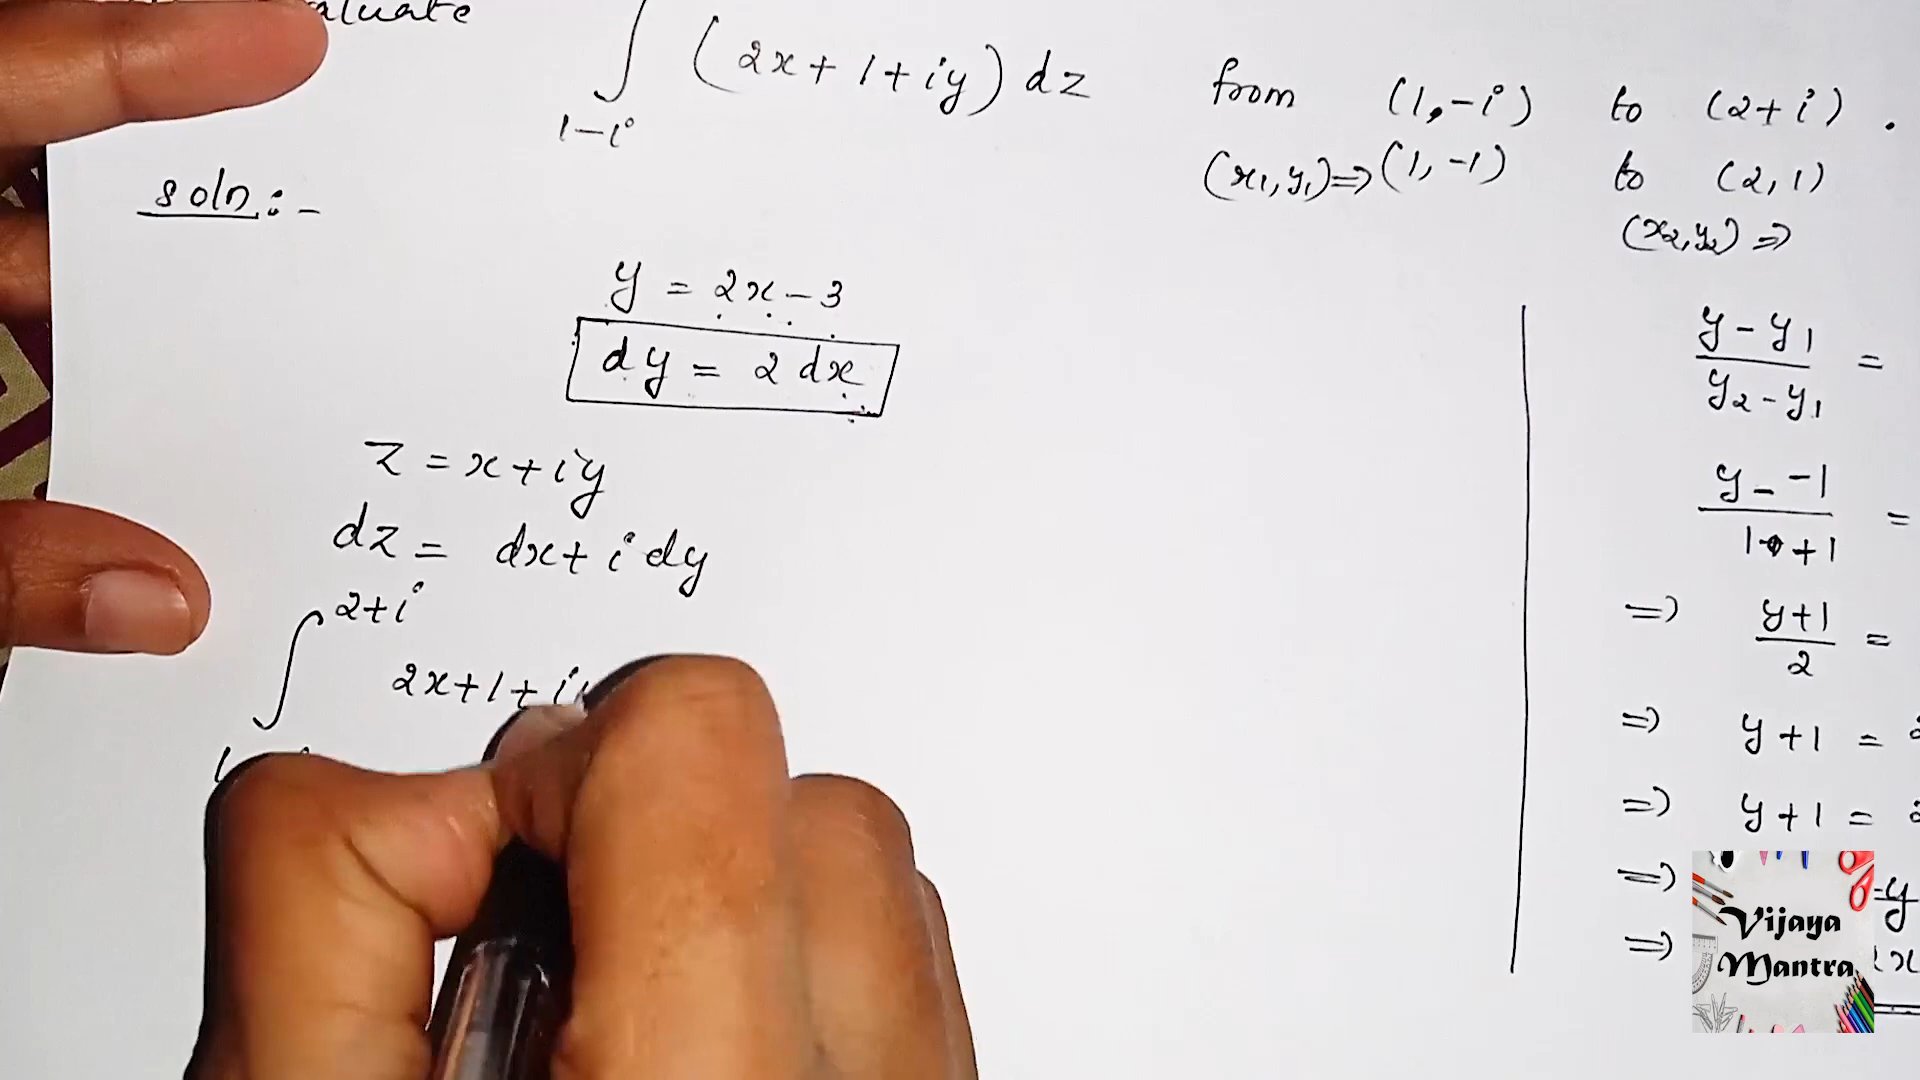 ∫ (2x + 1 + iy) dz from (1, -i) to (2 + i) .
1-i
(x1, y1) ⇒ (1, -1) to (2, 1)
(x2, y2) ⇒
soln :-
y = 2x - 3
dy = 2 dx
z = x + iy
dz = dx + i dy
∫ 2+i
2x + 1 + i
y - y1 / y2 - y1 =
y - -1 / 1 + 1 =
⇒ y+1 / 2 =
⇒ y + 1 =
⇒ y + 1 =
⇒
⇒
Vijaya
Mantra